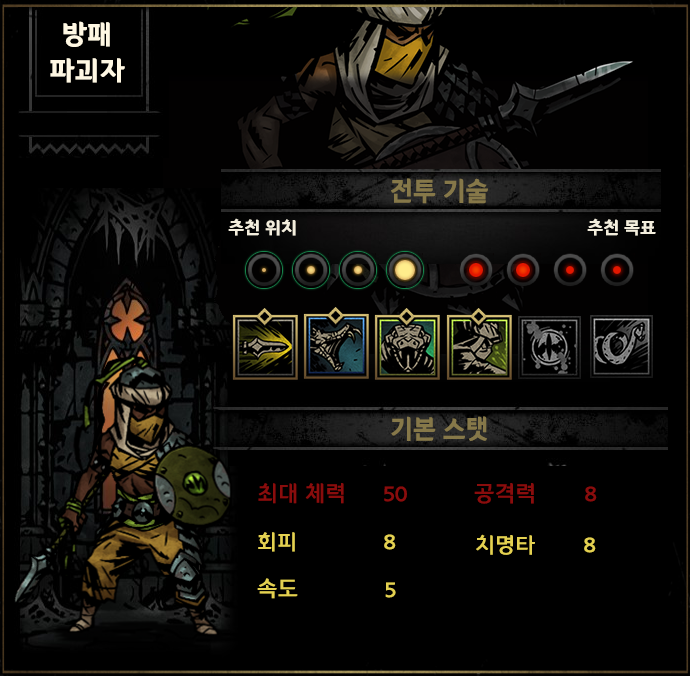 방패
파괴자
전투 기술
추천 위치 추천 목표
기본 스탯
최대 체력 50 공격력 8
회피 8 치명타 8
속도 5